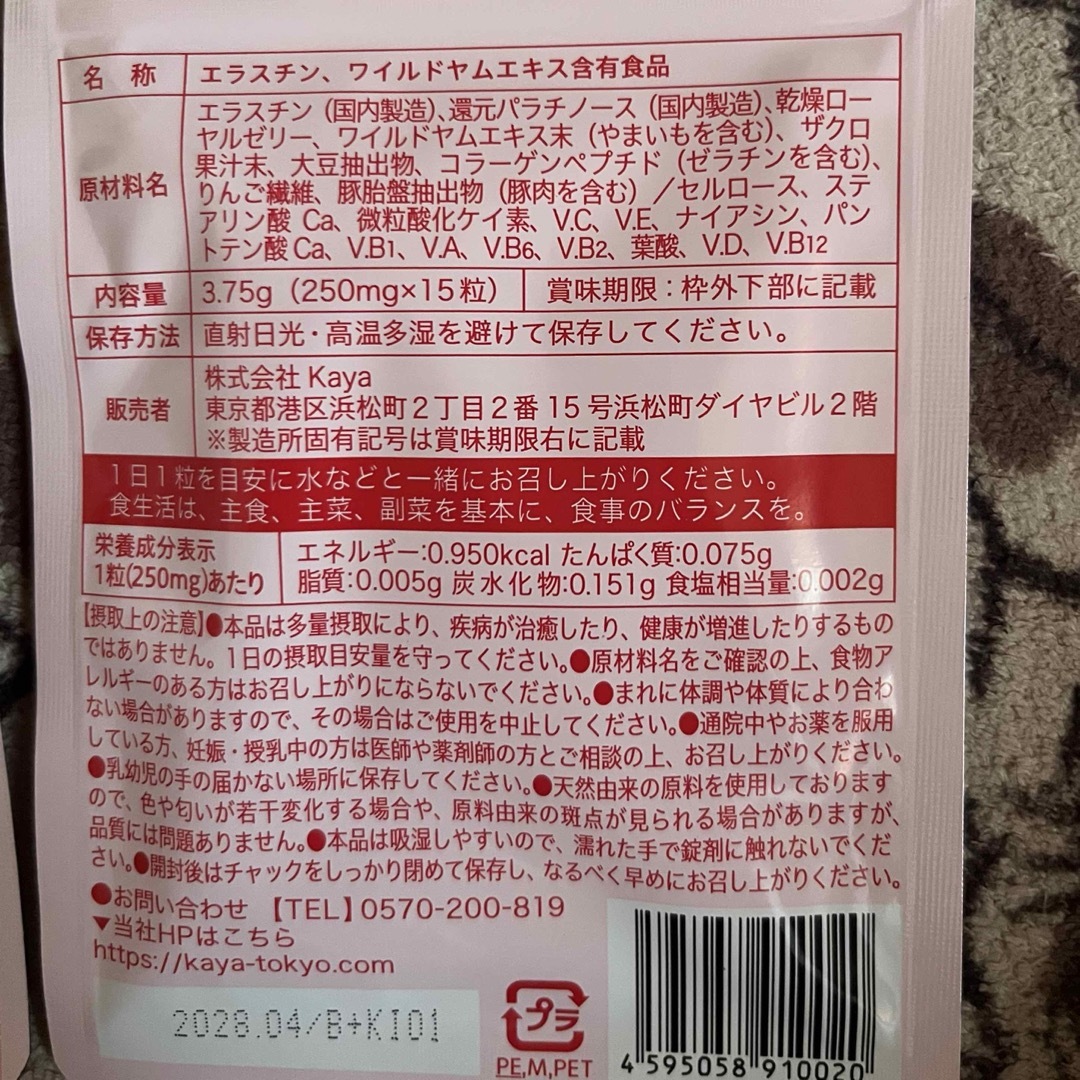 名 称 エラスチン、ワイルドヤムエキス含有食品
原材料名 エラスチン（国内製造）、還元パラチノース（国内製造）、乾燥ロー
ヤルゼリー、ワイルドヤムエキス末（やまいもを含む）、ザクロ
果汁末、大豆抽出物、コラーゲンペプチド（ゼラチンを含む）、
りんご繊維、豚胎盤抽出物（豚肉を含む）／セルロース、ステ
アリン酸 Ca、微粒酸化ケイ素、V.C、V.E、ナイアシン、パン
トテン酸 Ca、V.B1、V.A、V.B6、V.B2、葉酸、V.D、V.B12
内容量 3.75g（250mg×15粒） 賞味期限：枠外下部に記載
保存方法 直射日光・高温多湿を避けて保存してください。
販売者 株式会社 Kaya
東京都港区浜松町２丁目２番 15 号浜松町ダイヤビル２階
※製造所固有記号は賞味期限右に記載
1日1粒を目安に水などと一緒にお召し上がりください。
食生活は、主食、主菜、副菜を基本に、食事のバランスを。
栄養成分表示
1粒(250mg)あたり
エネルギー:0.950kcal たんぱく質:0.075g
脂質:0.005g 炭水化物:0.151g 食塩相当量:0.002g
【摂取上の注意】●本品は多量摂取により、疾病が治癒したり、健康が増進したりするもの
ではありません。1日の摂取目安量を守ってください。●原材料名をご確認の上、食物ア
レルギーのある方はお召し上がりにならないでください。●まれに体調や体質により合わ
ない場合がありますので、その場合はご使用を中止してください。●通院中やお薬を服用
している方、妊娠・授乳中の方は医師や薬剤師の方とご相談の上、お召し上がりください。
●乳幼児の手の届かない場所に保存してください。●天然由来の原料を使用しております
ので、色や匂いが若干変化する場合や、原料由来の斑点が見られる場合がありますが、
品質には問題ありません。●本品は吸湿しやすいので、濡れた手で錠剤に触れないでくだ
さい。●開封後はチャックをしっかり閉めて保存し、なるべく早めにお召し上がりください。
●お問い合わせ 【TEL】0570-200-819
▼当社HPはこちら
https://kaya-tokyo.com
2028.04/B+KI01
プラ
PE,M,PET
4 595058 910020